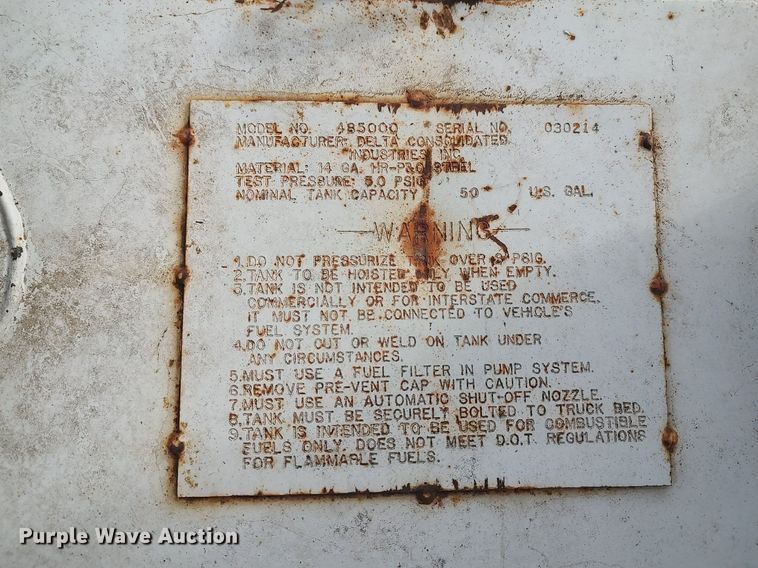 MODEL NO. 485000 SERIAL NO. 030214
MANUFACTURER: DELTA CONSOLIDATED
INDUSTRIES INC.
MATERIAL: 14 GA. HR-P&O STEEL
TEST PRESSURE: 5.0 PSIG
NOMINAL TANK CAPACITY 50 U.S. GAL.
WARNING
1. DO NOT PRESSURIZE TANK OVER PSIG.
2. TANK TO BE HOISTED ONLY WHEN EMPTY.
3. TANK IS NOT INTENDED TO BE USED
COMMERCIALLY OR FOR INTERSTATE COMMERCE.
IT MUST NOT BE CONNECTED TO VEHICLE'S
FUEL SYSTEM.
4. DO NOT CUT OR WELD ON TANK UNDER
ANY CIRCUMSTANCES.
5. MUST USE A FUEL FILTER IN PUMP SYSTEM.
6. REMOVE PRE-VENT CAP WITH CAUTION.
7. MUST USE AN AUTOMATIC SHUT-OFF NOZZLE.
8. TANK MUST BE SECURELY BOLTED TO TRUCK BED.
9. TANK IS INTENDED TO BE USED FOR COMBUSTIBLE
FUELS ONLY. DOES NOT MEET D.O.T. REGULATIONS
FOR FLAMMABLE FUELS.
Purple Wave Auction